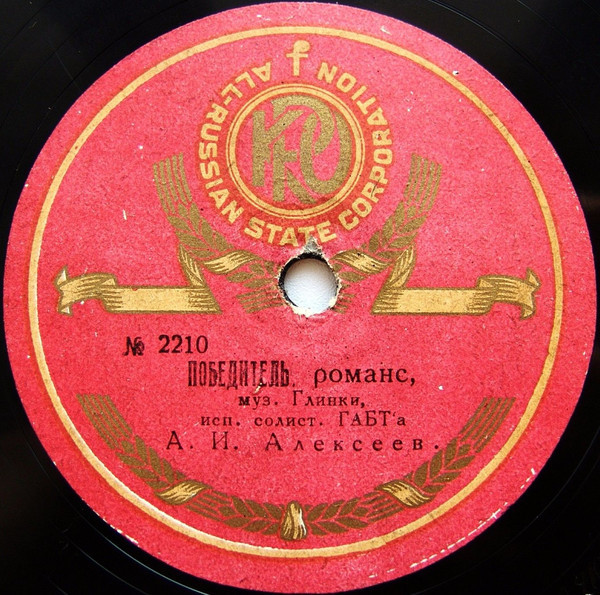 ALL-RUSSIAN STATE CORPORATION
№ 2210
ПОБЕДИТЕЛЬ, романс,
муз. Глинки,
исп. солист. ГАБТ'а
А. И. Алексеев.